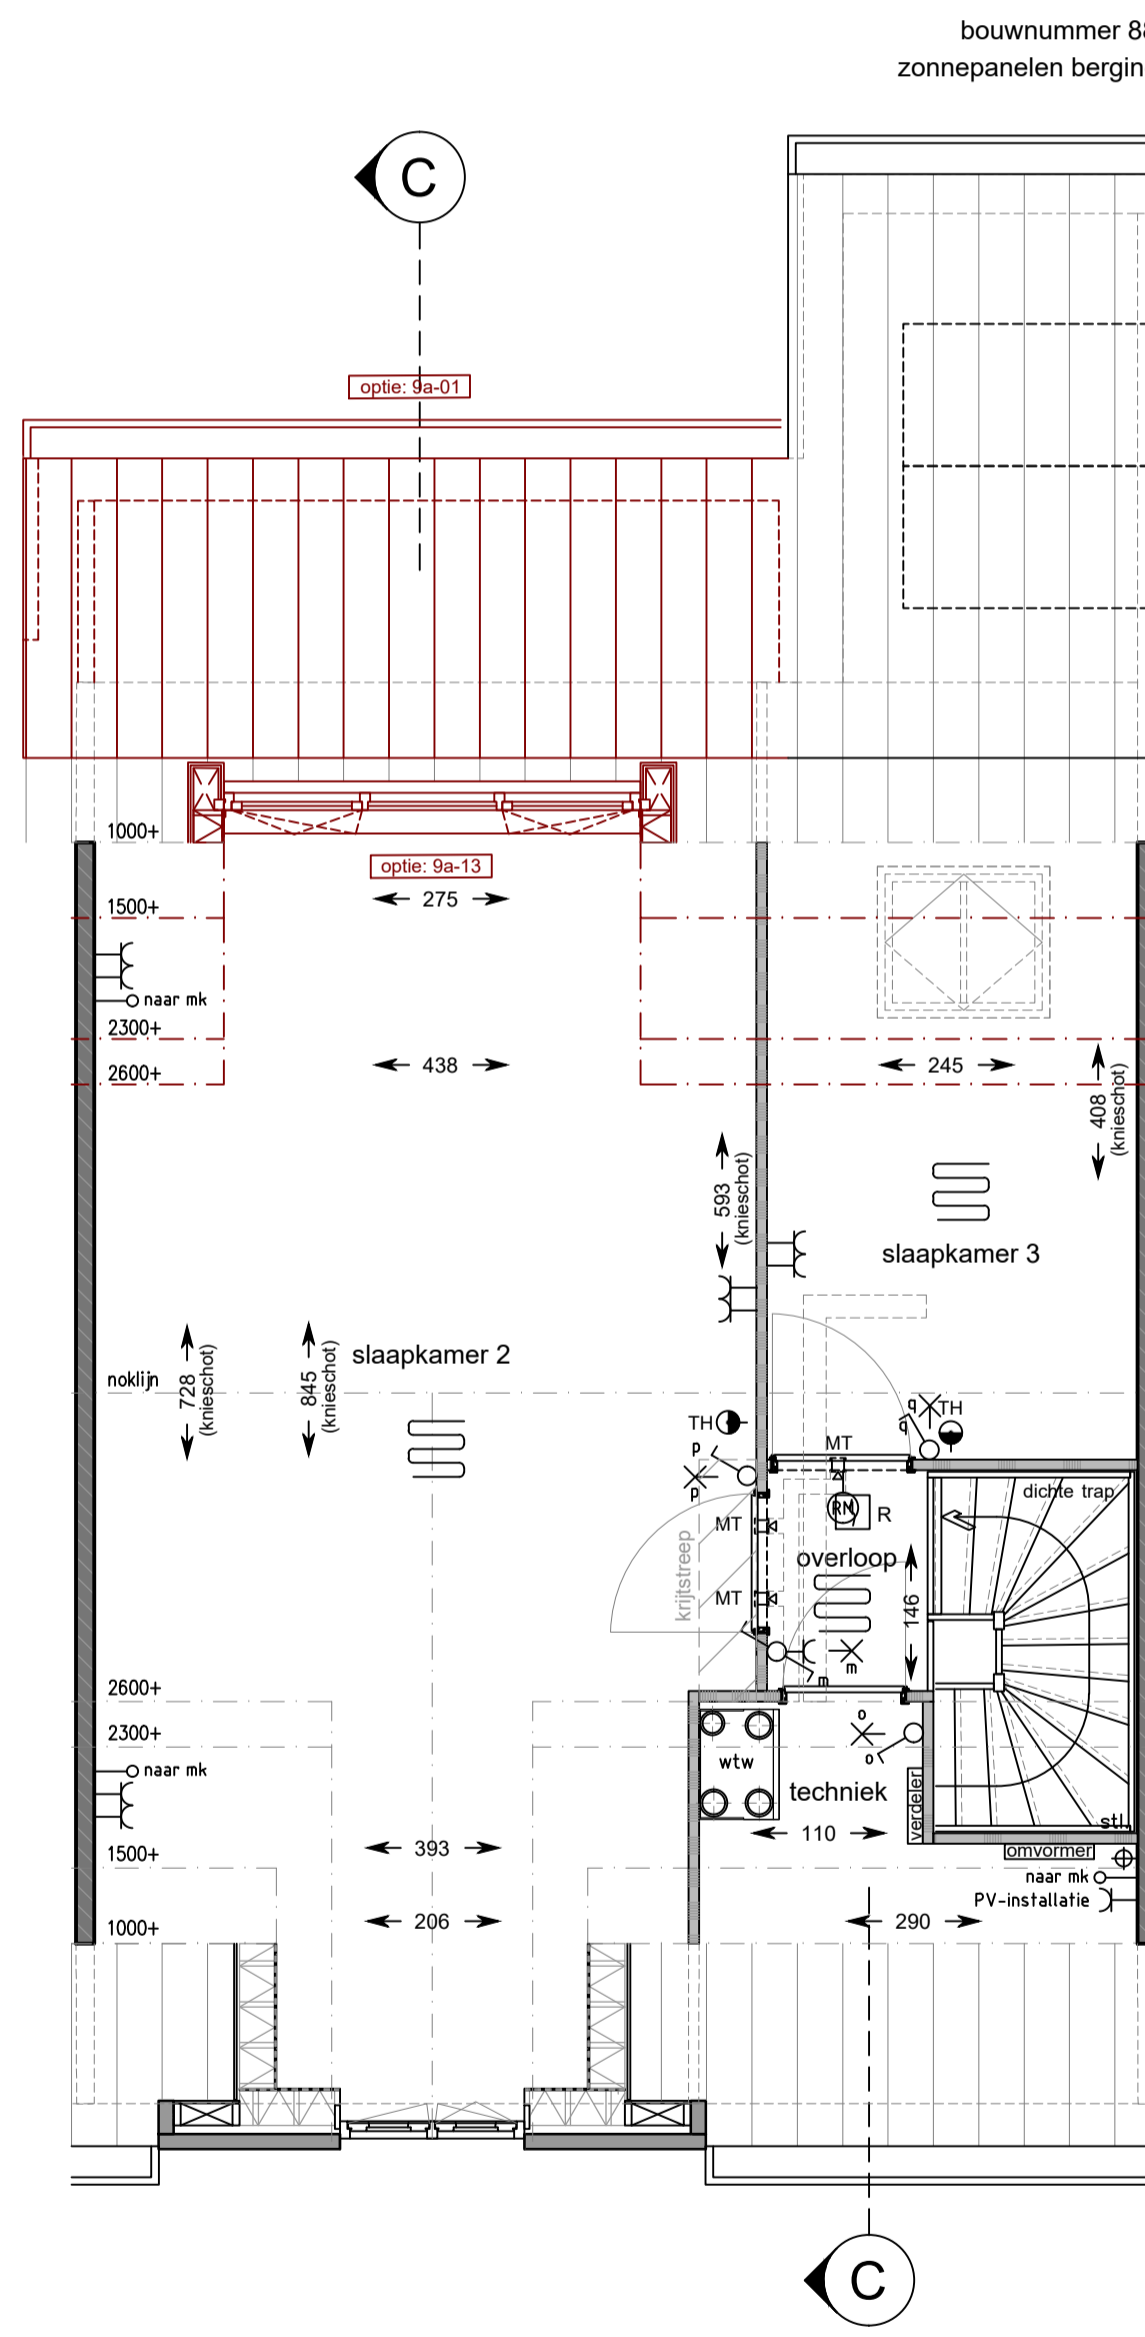 bouwnummer 88
zonnepanelen bergin
C
optie: 9a-01
1000+
optie: 9a-13
275
1500+
naar mk
2300+
2600+
438
245
408
(knieschot)
593
(knieschot)
slaapkamer 3
slaapkamer 2
728
(knieschot)
845
(knieschot)
noklijn
TH
p
p
q
q
TH
MT
dichte trap
RM
R
MT
overloop
krijtstreep
MT
146
m
m
2600+
2300+
o
o
wtw
naar mk
techniek
verdeler
stl.
110
393
1500+
omvormer
naar mk
PV-installatie
206
290
1000+
C